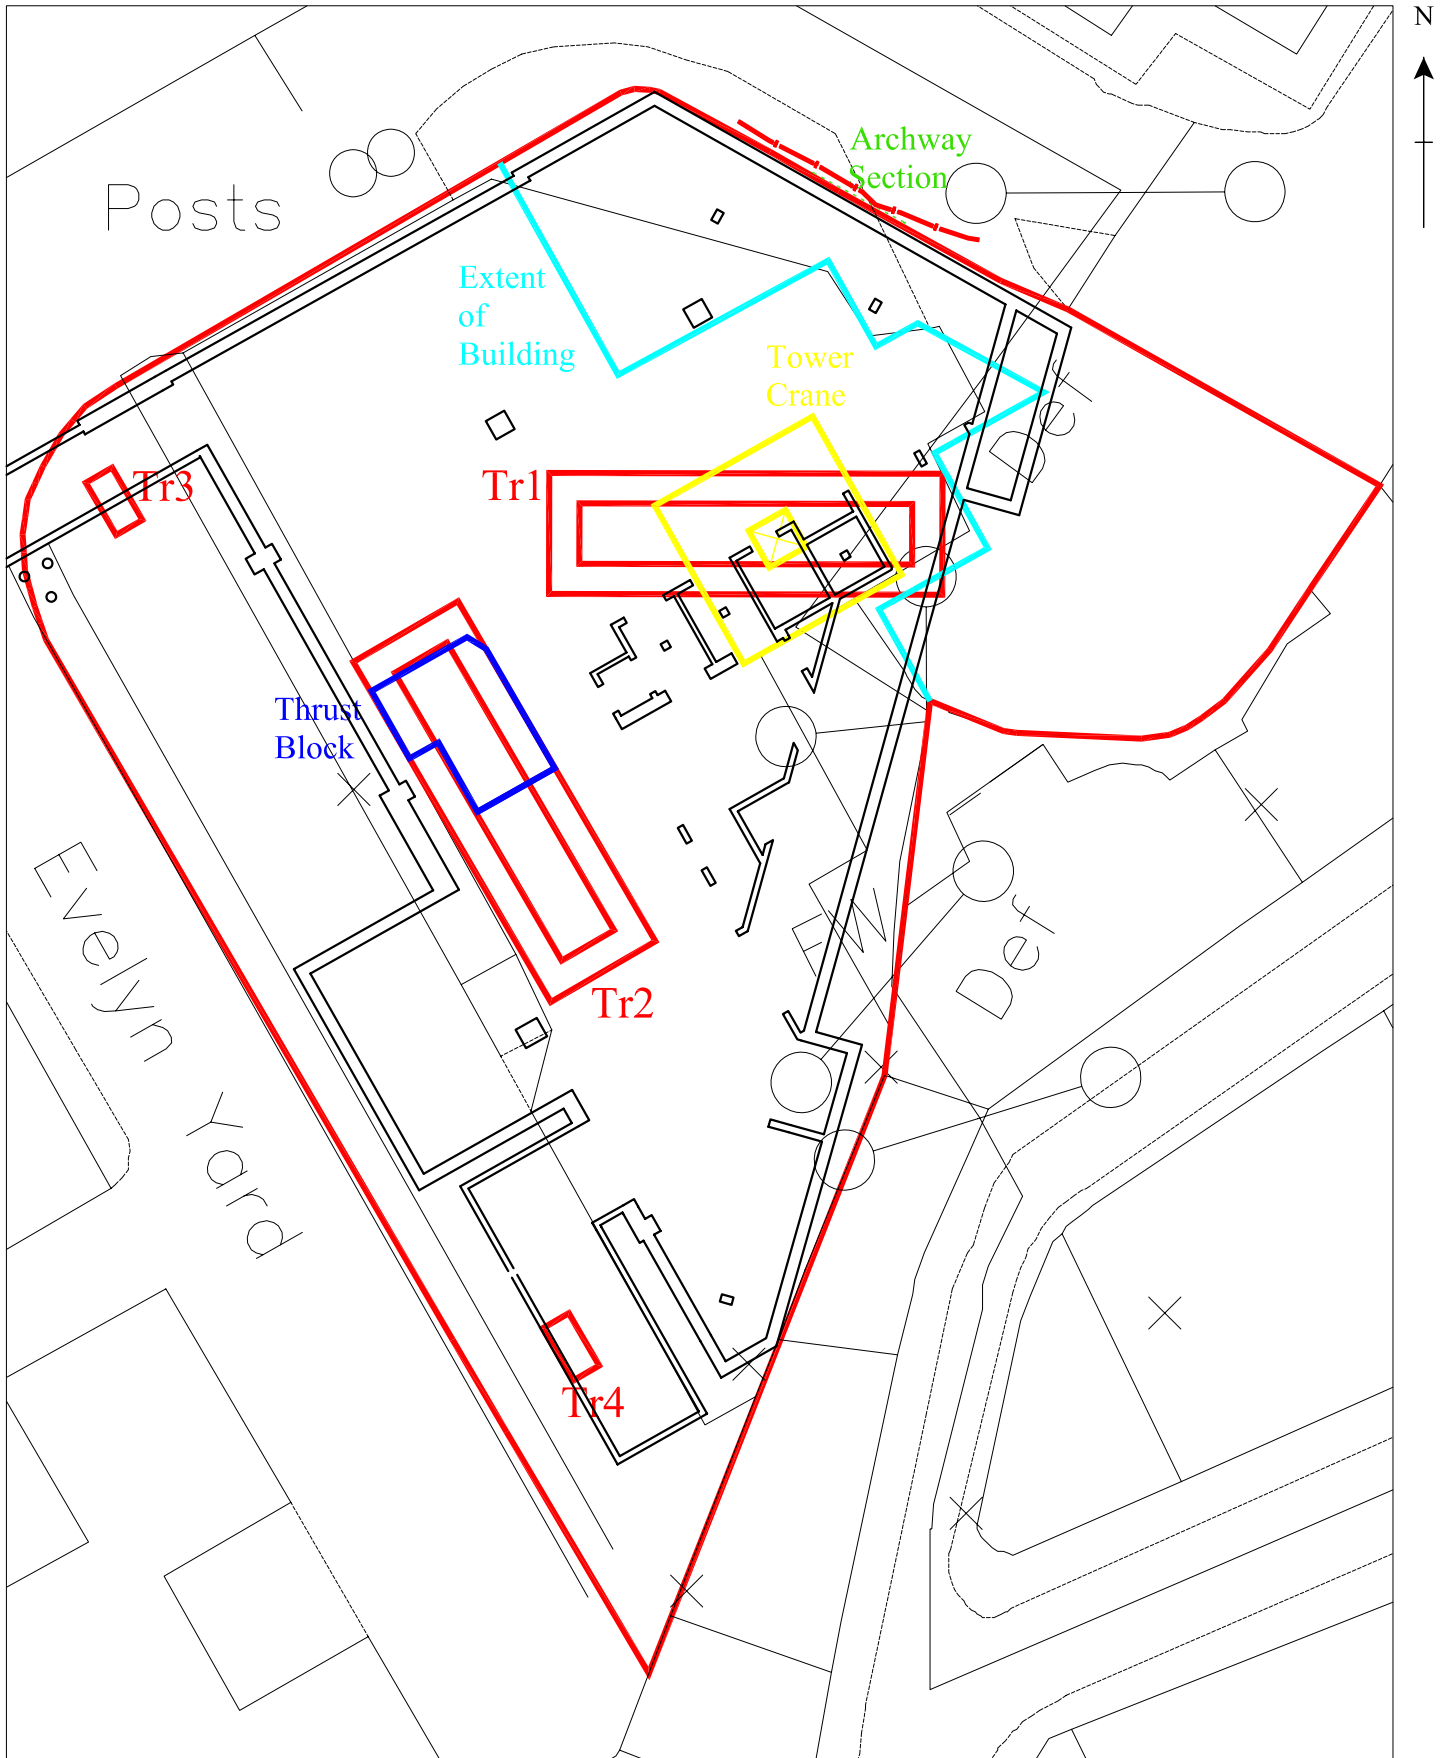 N
Archway
Section
Posts
Extent
of
Building
Tower
Crane
Def
Tr1
Tr3
Thrust
Block
Evelyn Yard
FW
Def
Tr2
Tr4